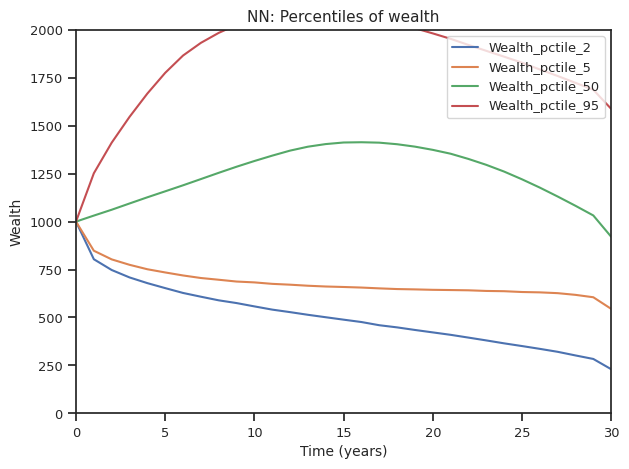 NN: Percentiles of wealth
2000
1750
1500
1250
1000
750
500
250
0
Wealth
Wealth_pctile_2
Wealth_pctile_5
Wealth_pctile_50
Wealth_pctile_95
0 5 10 15 20 25 30
Time (years)